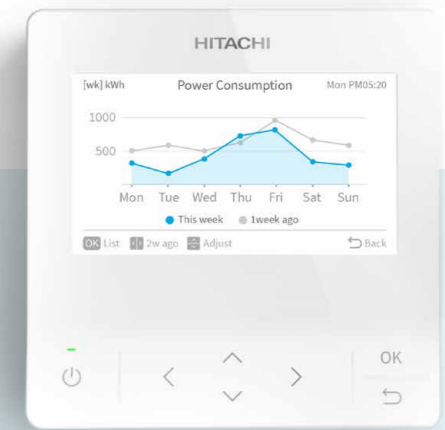 HITACHI
[wk] kWh Power Consumption Mon PM05:20
1000
500
Mon Tue Wed Thu Fri Sat Sun
This week 1week ago
OK List 2w ago Adjust Back
OK